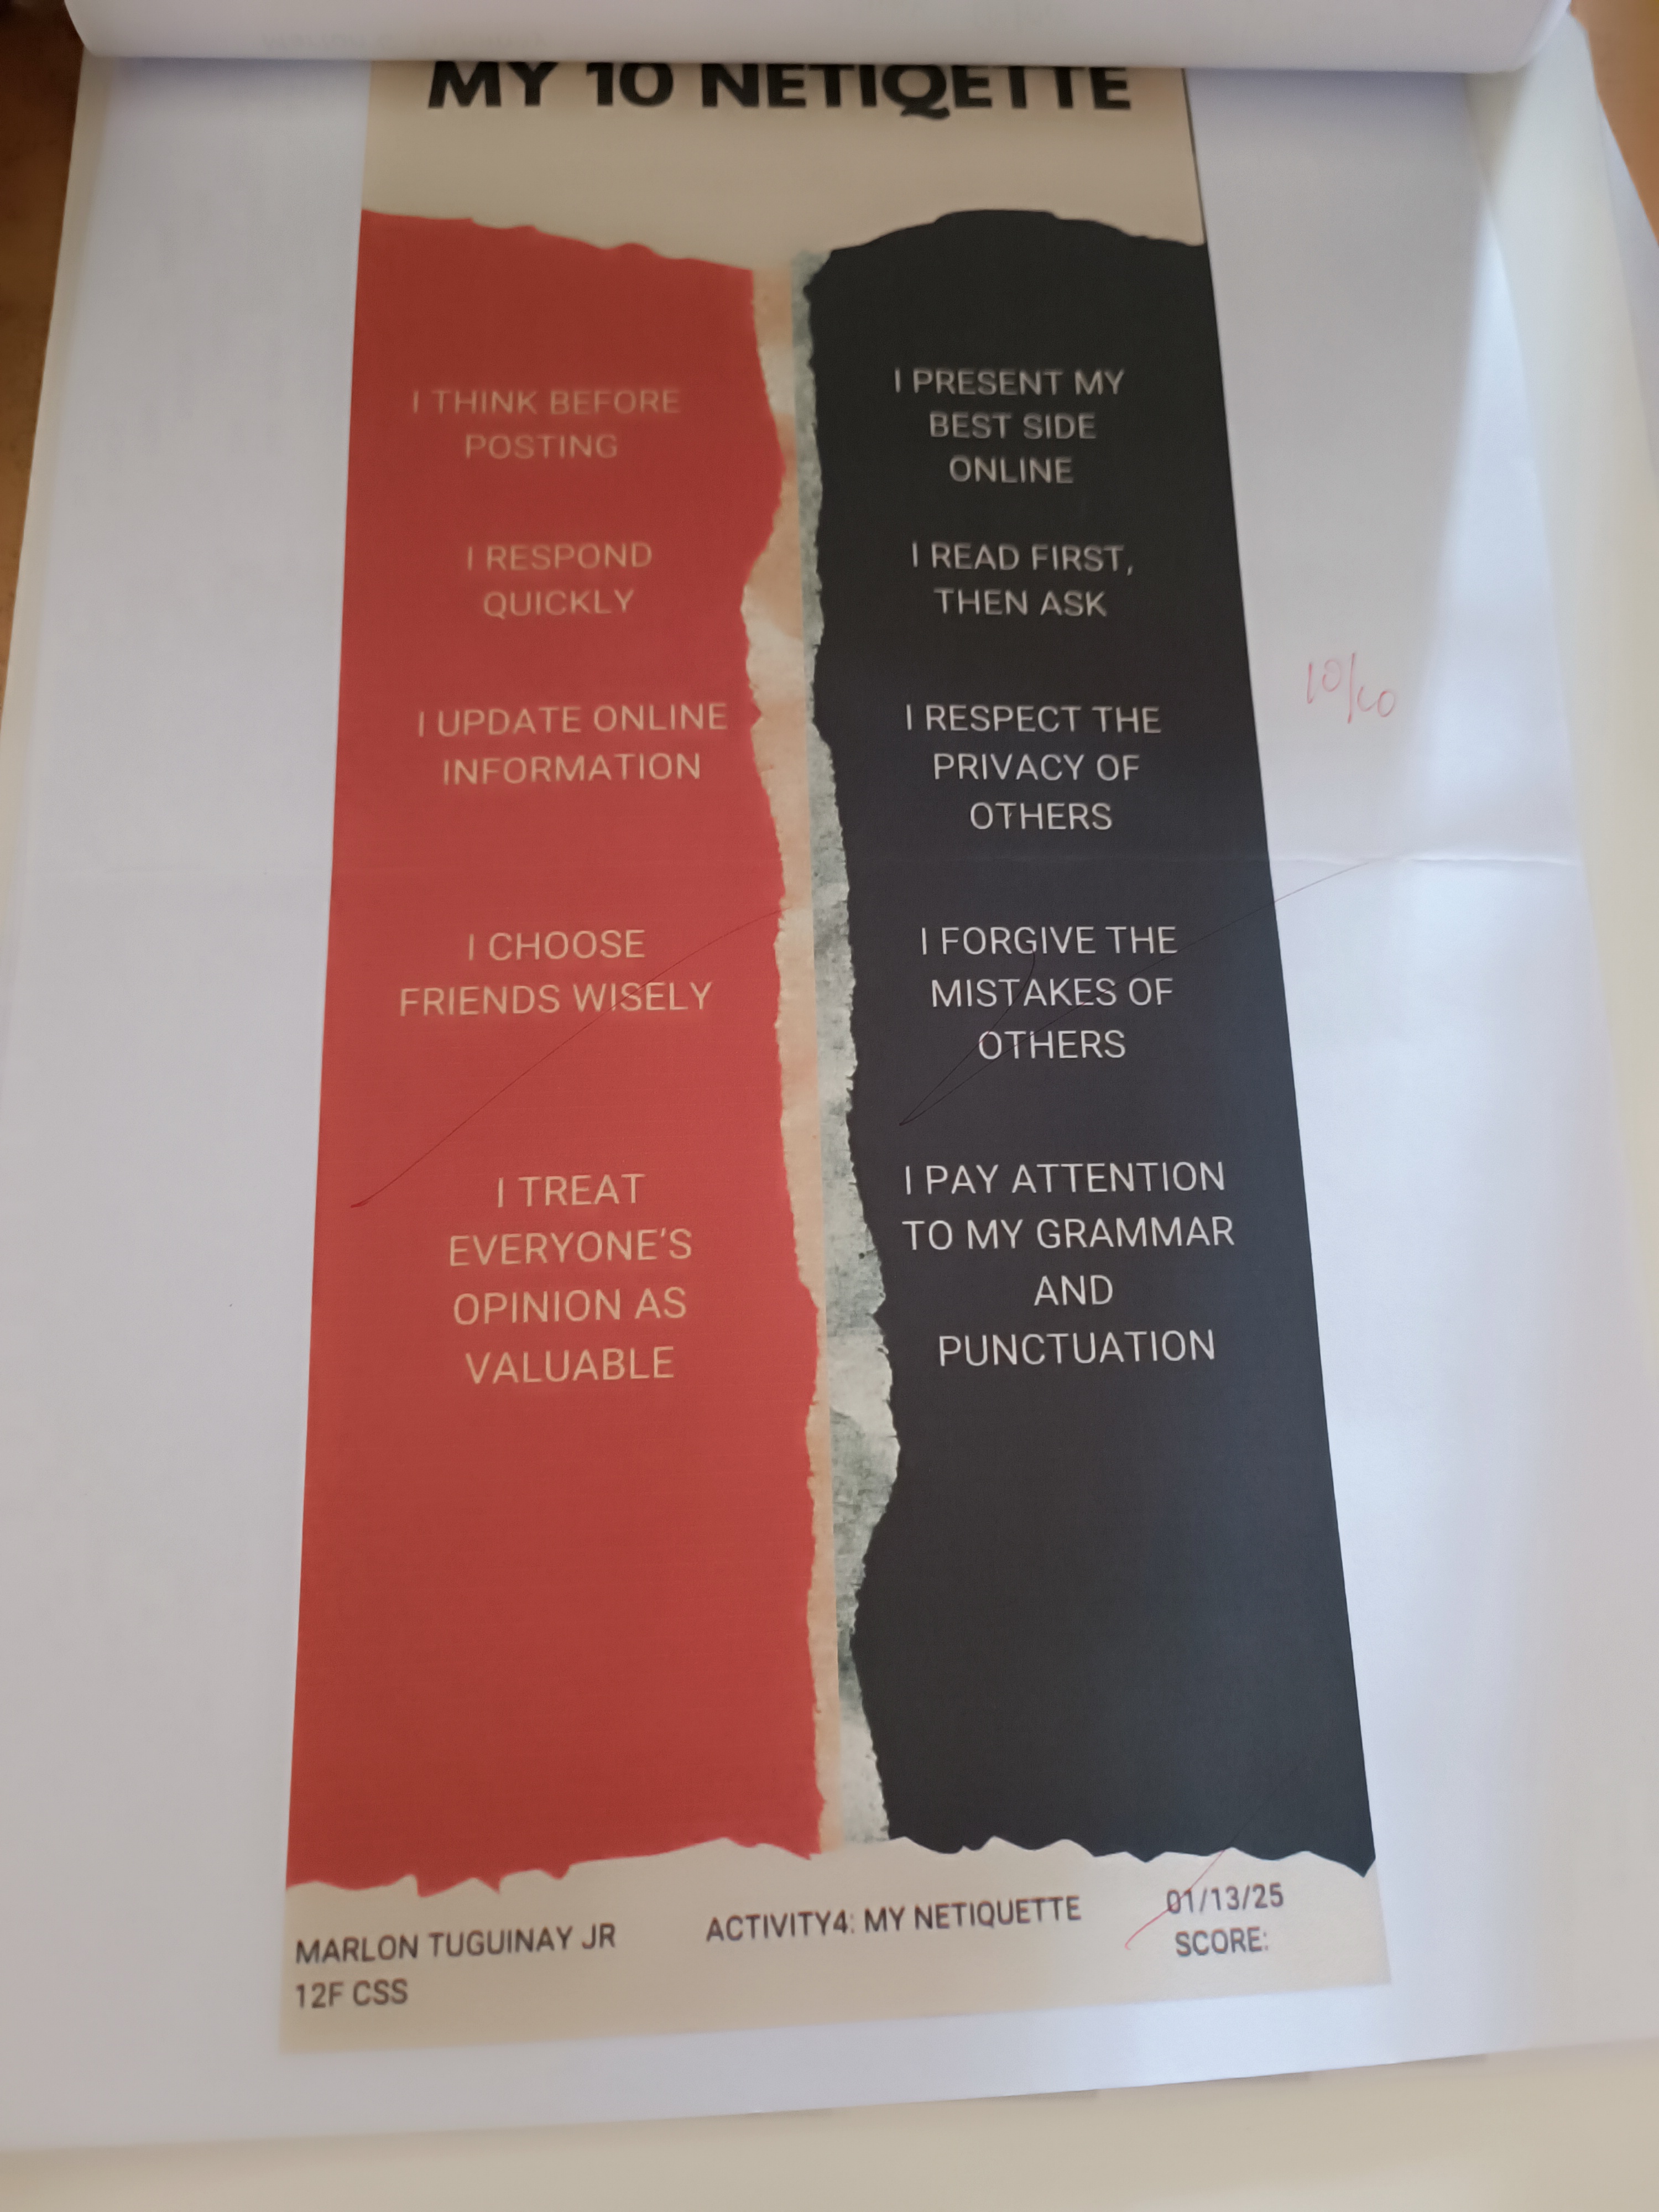 MY 10 NETIQETTE
I THINK BEFORE
POSTING
I RESPOND
QUICKLY
I UPDATE ONLINE
INFORMATION
I CHOOSE
FRIENDS WISELY
I TREAT
EVERYONE'S
OPINION AS
VALUABLE
I PRESENT MY
BEST SIDE
ONLINE
I READ FIRST,
THEN ASK
I RESPECT THE
PRIVACY OF
OTHERS
I FORGIVE THE
MISTAKES OF
OTHERS
I PAY ATTENTION
TO MY GRAMMAR
AND
PUNCTUATION
10/10
MARLON TUGUINAY JR
12F CSS
ACTIVITY4: MY NETIQUETTE
01/13/25
SCORE: